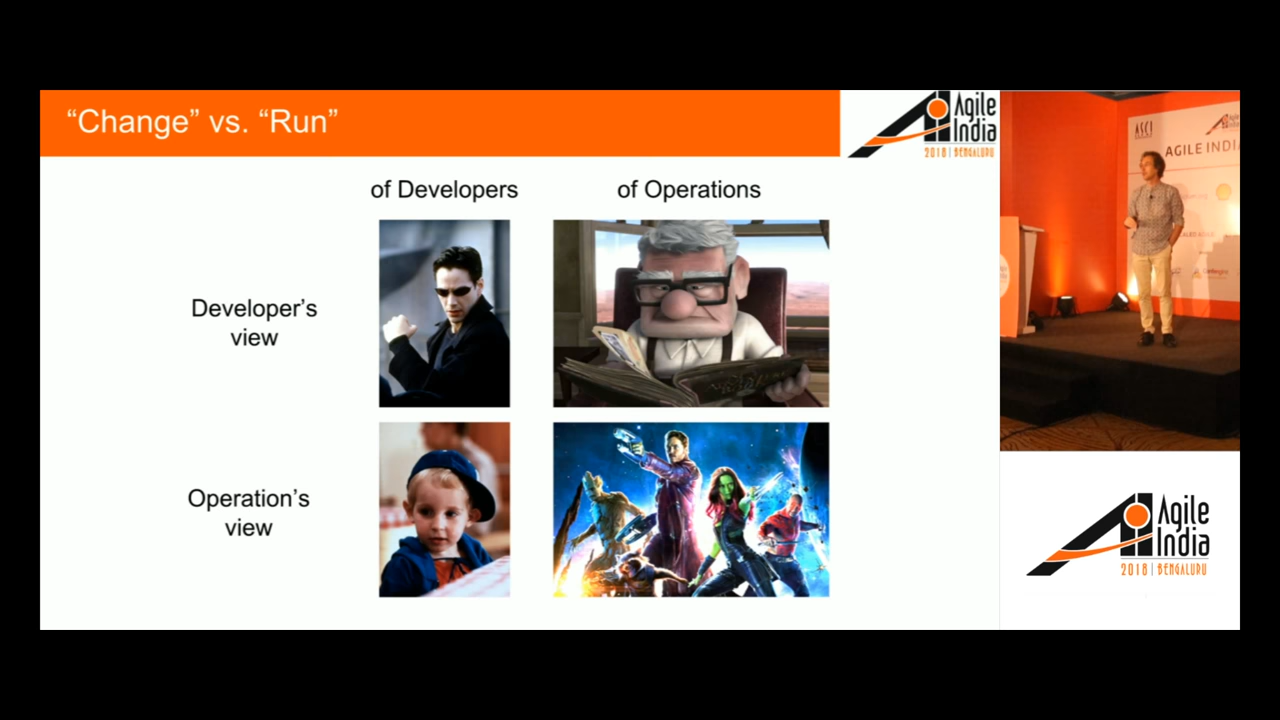 “Change” vs. “Run”
Agile
India
2018 | BENGALURU
of Developers
of Operations
Developer’s
view
Operation’s
view
ASCI
AGILE INDIA
Agile
India
2018 | BENGALURU